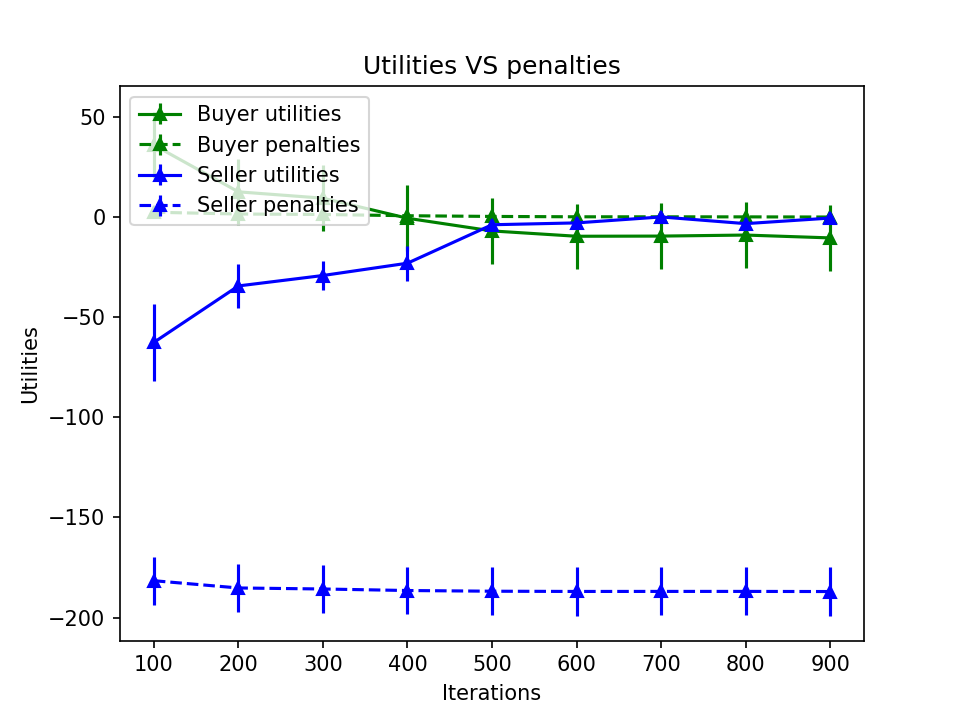 Utilities VS penalties
Buyer utilities
Buyer penalties
Seller utilities
Seller penalties
50
0
−50
−100
−150
−200
Utilities
100 200 300 400 500 600 700 800 900
Iterations